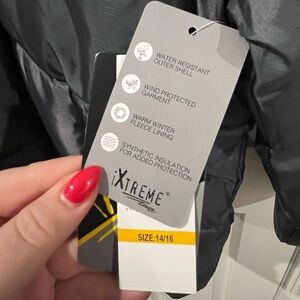 WATER RESISTANT
OUTER SHELL
WIND PROTECTED
GARMENT
WARM WINTER
FLEECE LINING
SYNTHETIC INSULATION
FOR ADDED PROTECTION
iXTREME®
SIZE:14/16